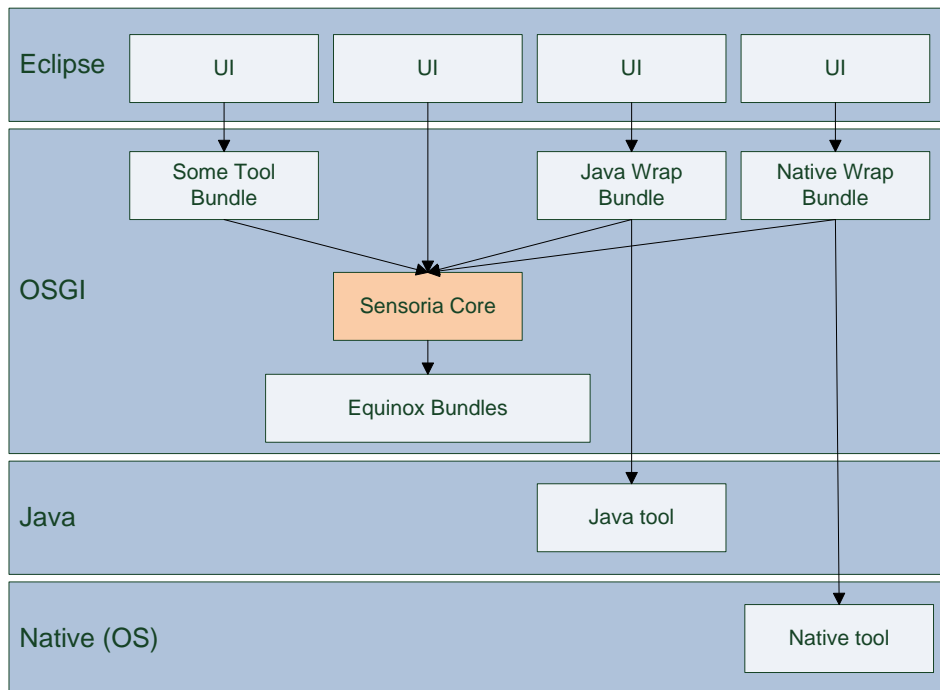 Eclipse
UI
UI
UI
UI
OSGI
Some Tool
Bundle
Java Wrap
Bundle
Native Wrap
Bundle
Sensoria Core
Equinox Bundles
Java
Java tool
Native (OS)
Native tool